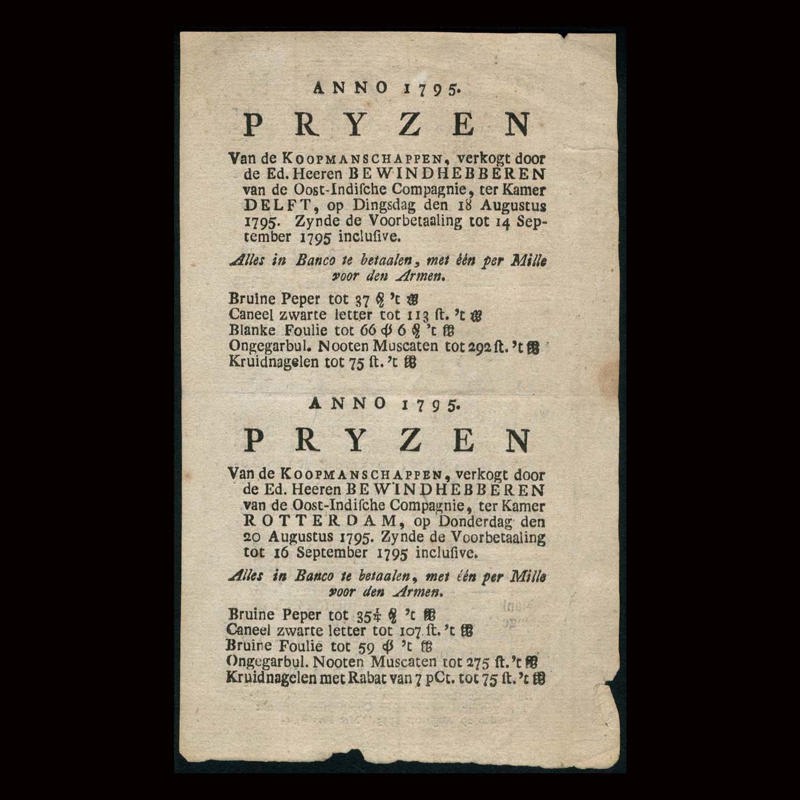 ANNO 1795.
PRYZEN
Van de KOOPMANSCHAPPEN, verkogt door
de Ed. Heeren BEWINDHEBBEREN
van de Oost-Indiſche Compagnie, ter Kamer
DELFT, op Dingsdag den 18 Augustus
1795. Zynde de Voorbetaaling tot 14 Sep-
tember 1795 incluſive.
Alles in Banco te betaalen, met één per Mille
voor den Armen.
Bruine Peper tot 37 ₰ 't ℔
Caneel zwarte letter tot 113 ſt. 't ℔
Blanke Foulie tot 66 ꞵ 6 ₰ 't ℔
Ongegarbul. Nooten Muscaten tot 292 ſt. 't ℔
Kruidnagelen tot 75 ſt. 't ℔
ANNO 1795.
PRYZEN
Van de KOOPMANSCHAPPEN, verkogt door
de Ed. Heeren BEWINDHEBBEREN
van de Oost-Indiſche Compagnie, ter Kamer
ROTTERDAM, op Donderdag den
20 Augustus 1795. Zynde de Voorbetaaling
tot 16 September 1795 incluſive.
Alles in Banco te betaalen, met één per Mille
voor den Armen.
Bruine Peper tot 35¼ ₰ 't ℔
Caneel zwarte letter tot 107 ſt. 't ℔
Bruine Foulie tot 59 ꞵ 't ℔
Ongegarbul. Nooten Muscaten tot 275 ſt. 't ℔
Kruidnagelen met Rabat van 7 pCt. tot 75 ſt. 't ℔